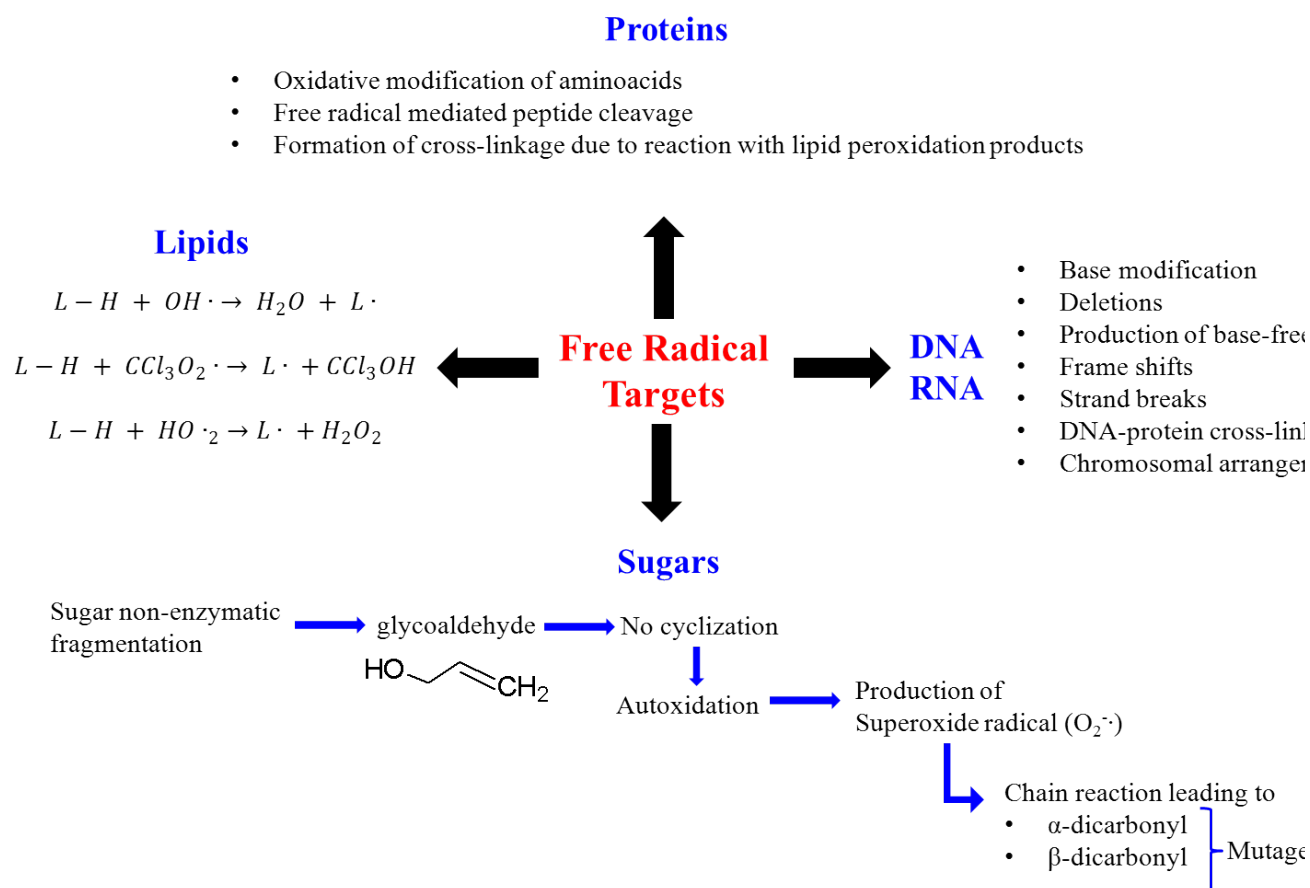 Proteins
• Oxidative modification of aminoacids
• Free radical mediated peptide cleavage
• Formation of cross-linkage due to reaction with lipid peroxidation products
Lipids
L − H + OH · → H₂O + L ·
L − H + CCl₃O₂ · → L · + CCl₃OH
L − H + HO ·₂ → L · + H₂O₂
Free Radical
Targets
DNA
RNA
• Base modification
• Deletions
• Production of base-free
• Frame shifts
• Strand breaks
• DNA-protein cross-link
• Chromosomal arranger
Sugars
Sugar non-enzymatic
fragmentation
glycoaldehyde
HO
CH₂
No cyclization
Autoxidation
Production of
Superoxide radical (O₂⁻·)
Chain reaction leading to
• α-dicarbonyl
• β-dicarbonyl
Mutage